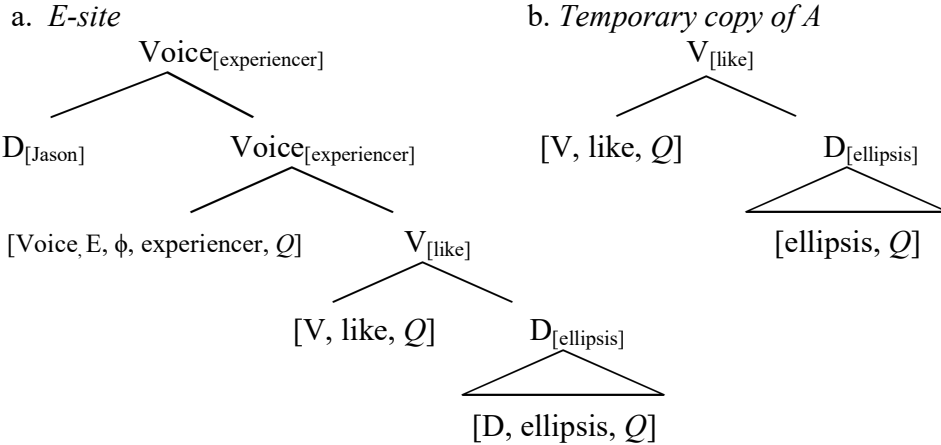 a. E-site b. Temporary copy of A
Voice[experiencer] V[like]
D[Jason] Voice[experiencer] [V, like, Q] D[ellipsis]
[Voice, E, ϕ, experiencer, Q] V[like] [ellipsis, Q]
[V, like, Q] D[ellipsis]
[D, ellipsis, Q]